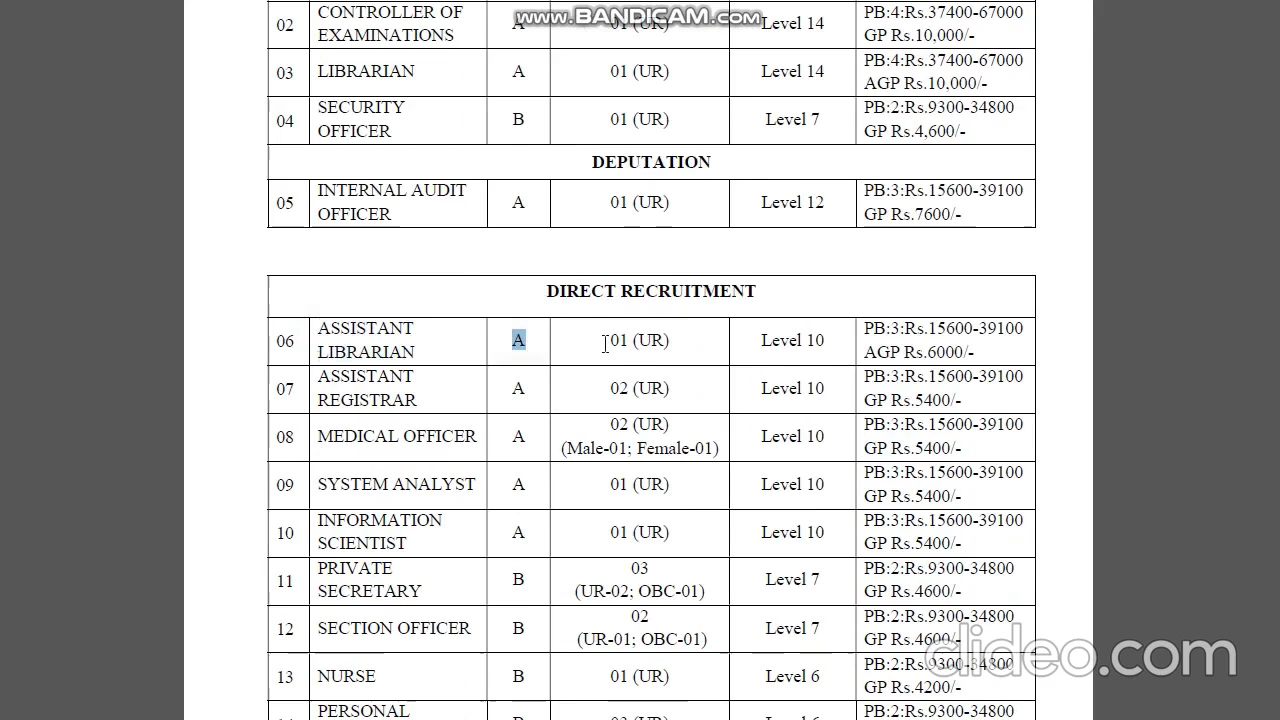 www.BANDICAM.com
02 CONTROLLER OF EXAMINATIONS A 01 (UR) Level 14 PB:4:Rs.37400-67000 GP Rs.10,000/-
03 LIBRARIAN A 01 (UR) Level 14 PB:4:Rs.37400-67000 AGP Rs.10,000/-
04 SECURITY OFFICER B 01 (UR) Level 7 PB:2:Rs.9300-34800 GP Rs.4,600/-
DEPUTATION
05 INTERNAL AUDIT OFFICER A 01 (UR) Level 12 PB:3:Rs.15600-39100 GP Rs.7600/-
DIRECT RECRUITMENT
06 ASSISTANT LIBRARIAN A 01 (UR) Level 10 PB:3:Rs.15600-39100 AGP Rs.6000/-
07 ASSISTANT REGISTRAR A 02 (UR) Level 10 PB:3:Rs.15600-39100 GP Rs.5400/-
08 MEDICAL OFFICER A 02 (UR) (Male-01; Female-01) Level 10 PB:3:Rs.15600-39100 GP Rs.5400/-
09 SYSTEM ANALYST A 01 (UR) Level 10 PB:3:Rs.15600-39100 GP Rs.5400/-
10 INFORMATION SCIENTIST A 01 (UR) Level 10 PB:3:Rs.15600-39100 GP Rs.5400/-
11 PRIVATE SECRETARY B 03 (UR-02; OBC-01) Level 7 PB:2:Rs.9300-34800 GP Rs.4600/-
12 SECTION OFFICER B 02 (UR-01; OBC-01) Level 7 PB:2:Rs.9300-34800 GP Rs.4600/-
13 NURSE B 01 (UR) Level 6 PB:2:Rs.9300-34800 GP Rs.4200/-
PERSONAL Level 6 PB:2:Rs.9300-34800
clideo.com